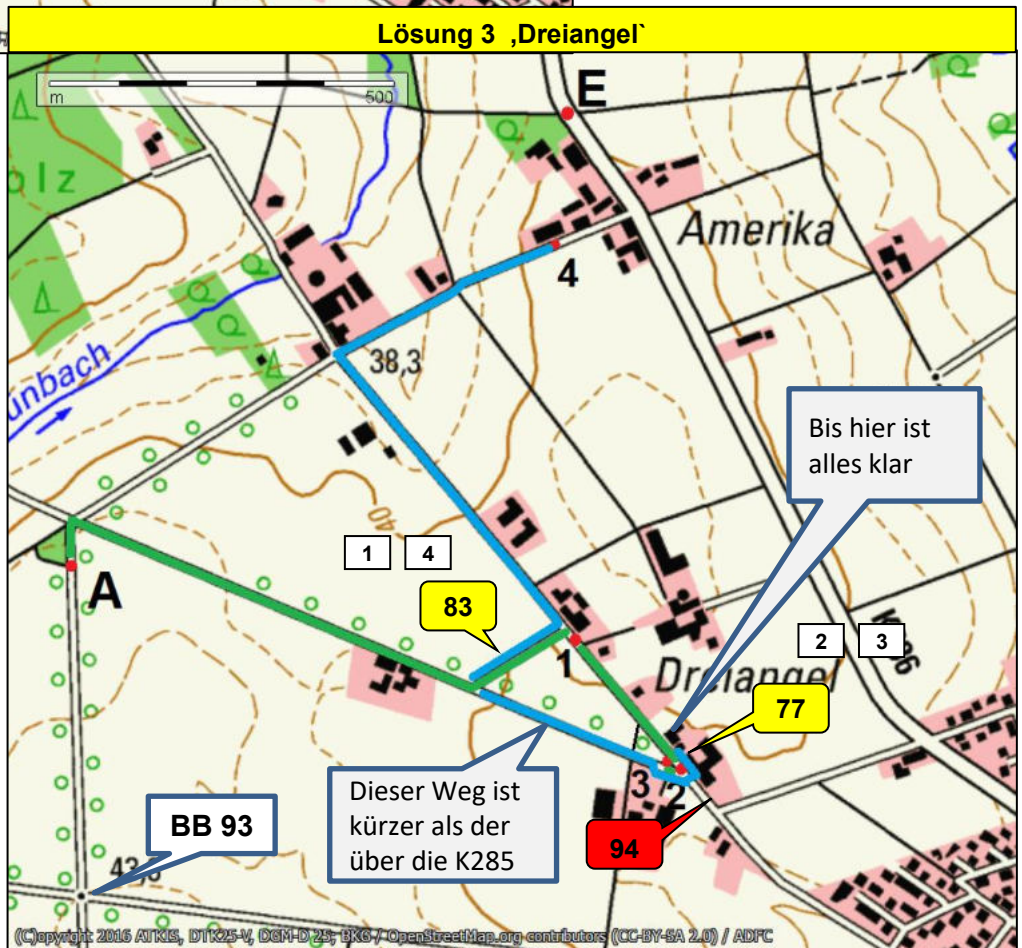 Lösung 3 ‚Dreiangel`
m 500
E
olz
Amerika
4
38,3
unbach
Bis hier ist
alles klar
40
1 4
A
83
2 3
1
Dreiangel
77
3
2
Dieser Weg ist
kürzer als der
über die K285
94
BB 93
(C)opyright 2016 ATKIS, DTK25-V, DGM-D 25; BKG / OpenStreetMap.org contributors (CC-BY-SA 2.0) / ADFC